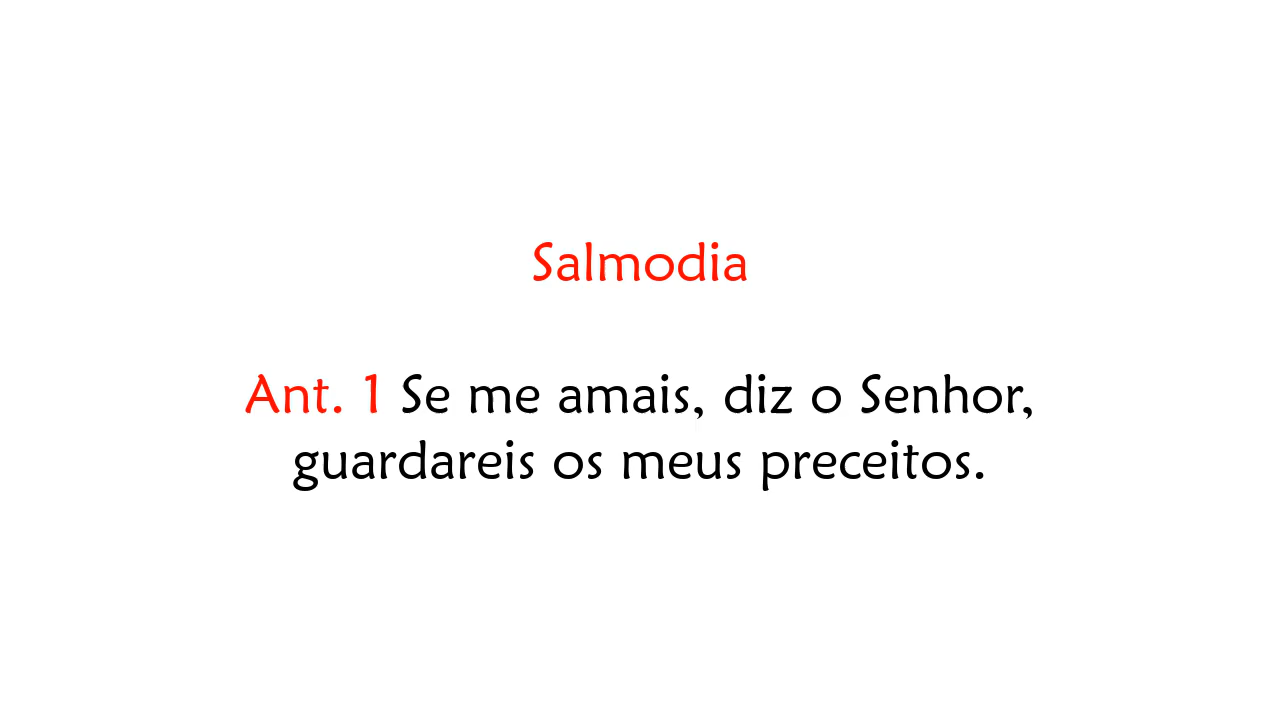 Salmodia
Ant. 1 Se me amais, diz o Senhor,
guardareis os meus preceitos.